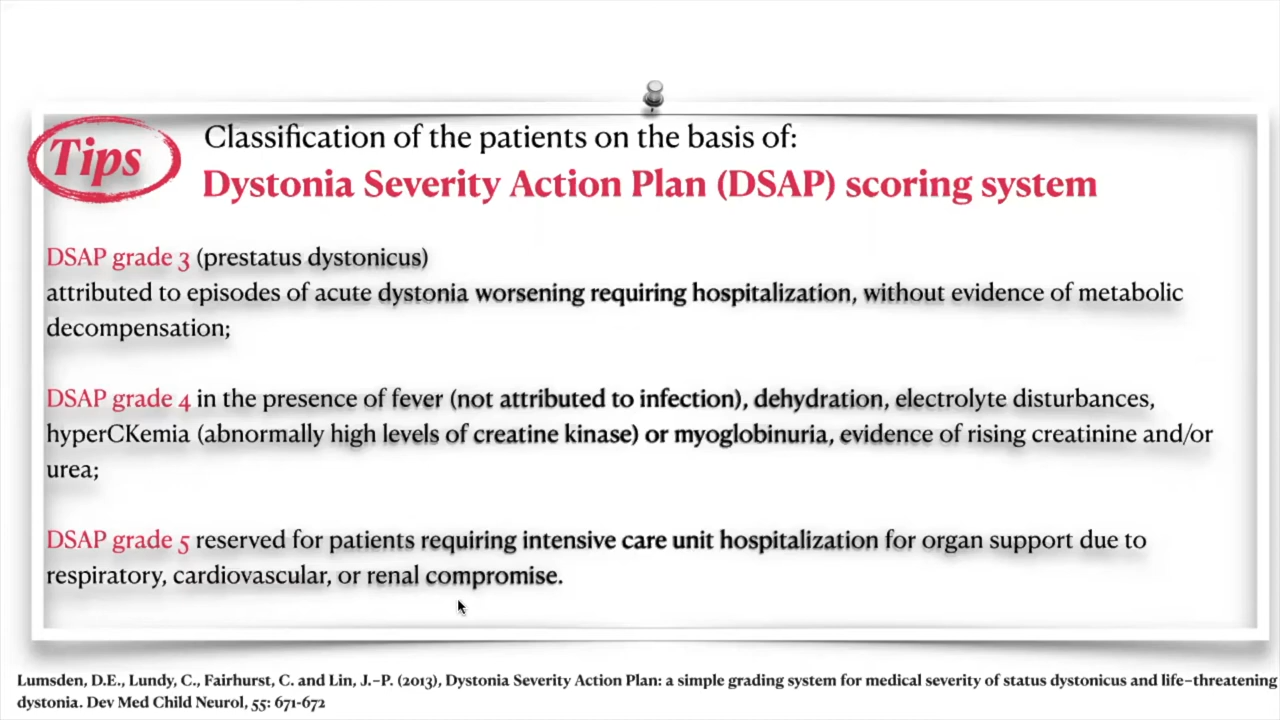 Tips
Classification of the patients on the basis of:
Dystonia Severity Action Plan (DSAP) scoring system
DSAP grade 3 (prestatus dystonicus)
attributed to episodes of acute dystonia worsening requiring hospitalization, without evidence of metabolic
decompensation;
DSAP grade 4 in the presence of fever (not attributed to infection), dehydration, electrolyte disturbances,
hyperCKemia (abnormally high levels of creatine kinase) or myoglobinuria, evidence of rising creatinine and/or
urea;
DSAP grade 5 reserved for patients requiring intensive care unit hospitalization for organ support due to
respiratory, cardiovascular, or renal compromise.
Lumsden, D.E., Lundy, C., Fairhurst, C. and Lin, J.-P. (2013), Dystonia Severity Action Plan: a simple grading system for medical severity of status dystonicus and life-threatening
dystonia. Dev Med Child Neurol, 55: 671-672